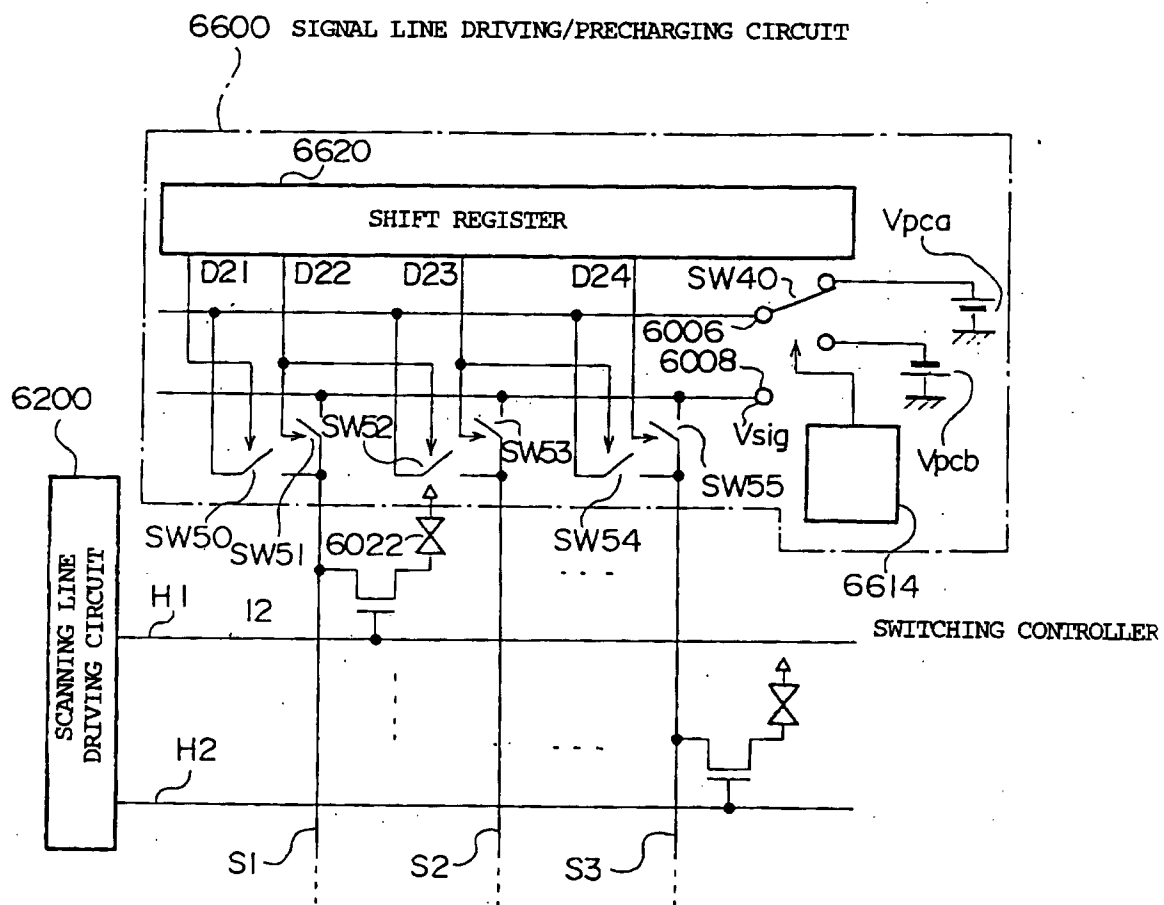 6600 SIGNAL LINE DRIVING/PRECHARGING CIRCUIT
6620
SHIFT REGISTER
Vpca
D21 D22 D23 D24 SW40
6006
6008
6200
SW52 SW53 Vsig Vpcb
SW55
SW50 SW51 6022 SW54
6614
H1 12
SWITCHING CONTROLLER
SCANNING LINE
DRIVING CIRCUIT
H2
S1 S2 S3